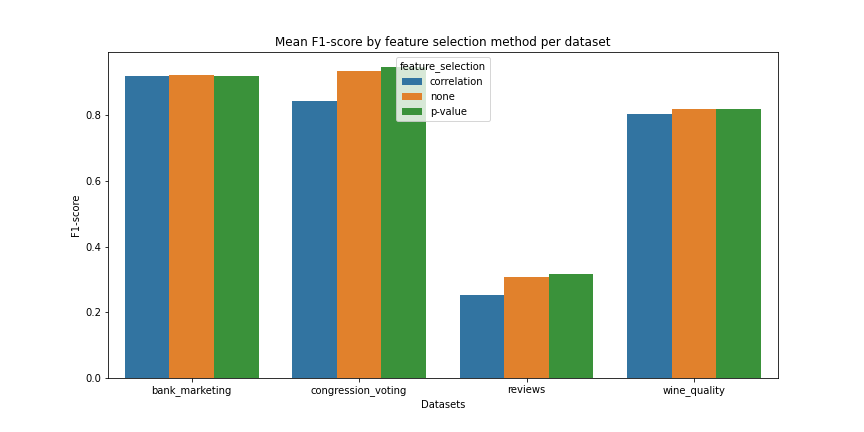 Mean F1-score by feature selection method per dataset
feature_selection
correlation
none
p-value
F1-score
0.8
0.6
0.4
0.2
0.0
bank_marketing
congression_voting
reviews
wine_quality
Datasets